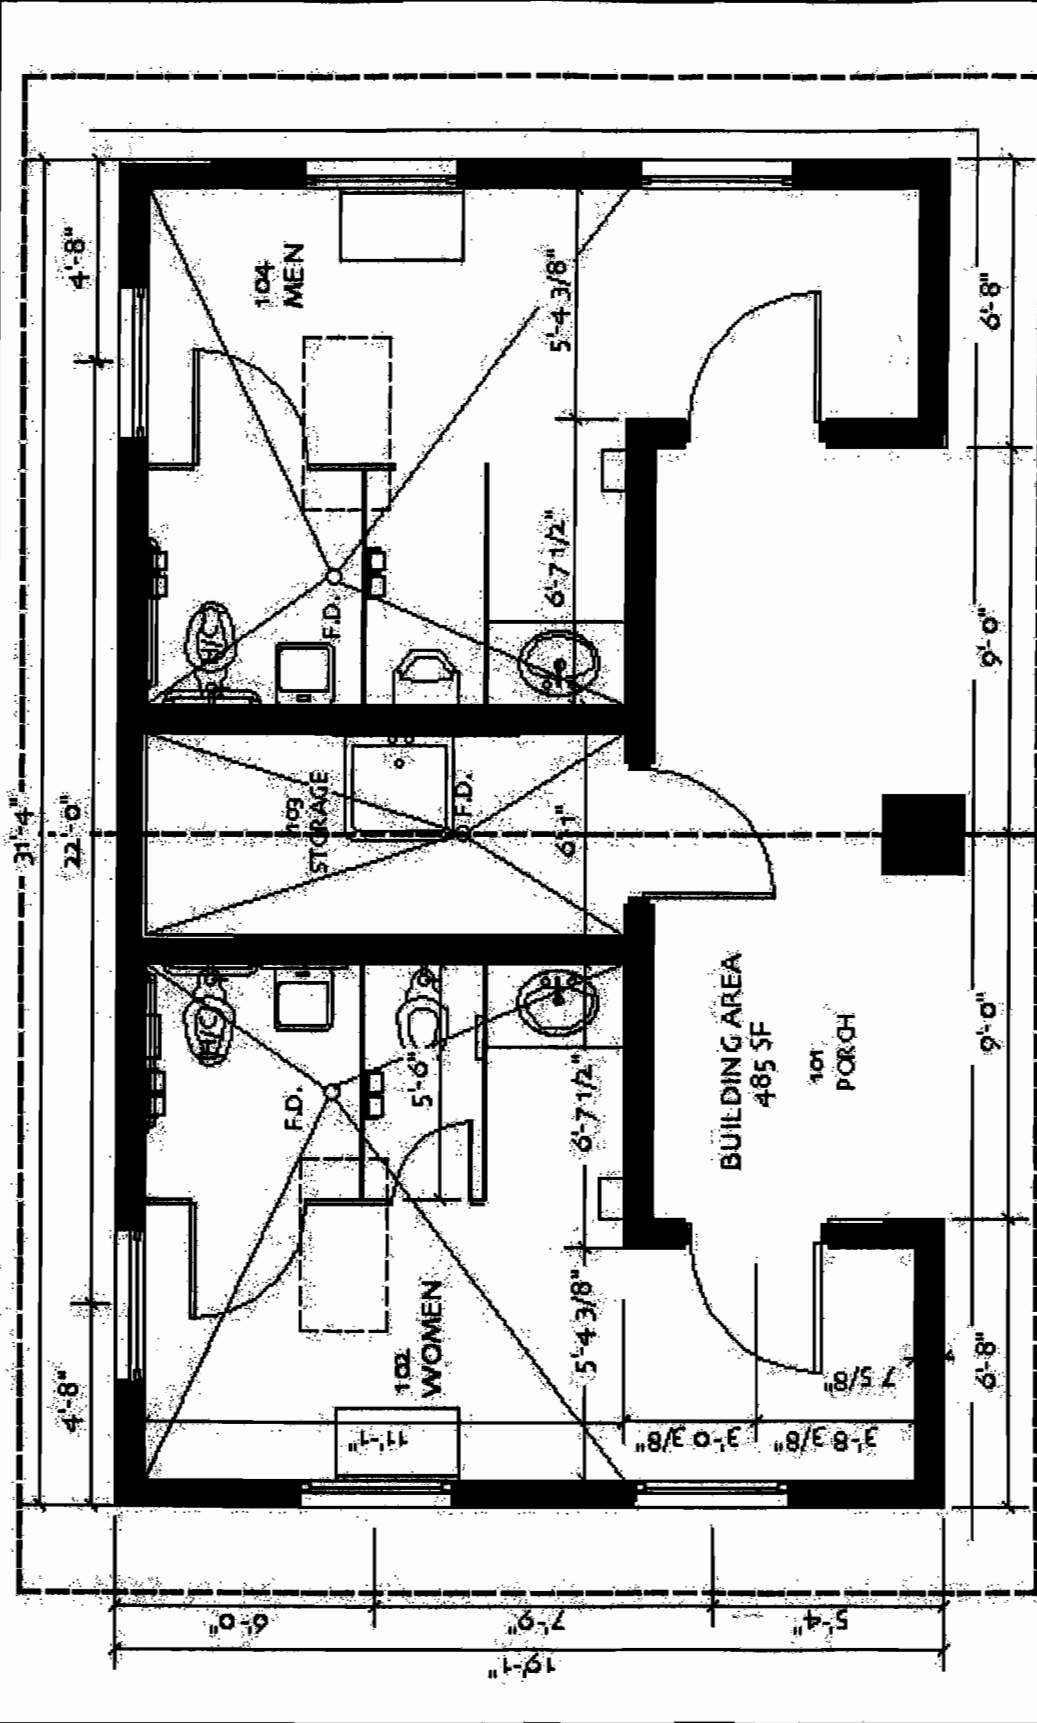 31'-4"
22'-0"
4'-8"
4'-8"
104
MEN
5'-4 3/8"
6'-7 1/2"
6'-8"
9'-0"
H/C
F.D.
103
STORAGE
F.D.
6'-1"
H/C
F.D.
5'-6"
6'-7 1/2"
BUILDING AREA
485 SF
101
PORCH
9'-0"
102
WOMEN
5'-4 3/8"
6'-8"
7 5/8"
11'-1"
3'-0 3/8"
3'-8 3/8"
6'-0"
7'-9"
5'-4"
19'-1"